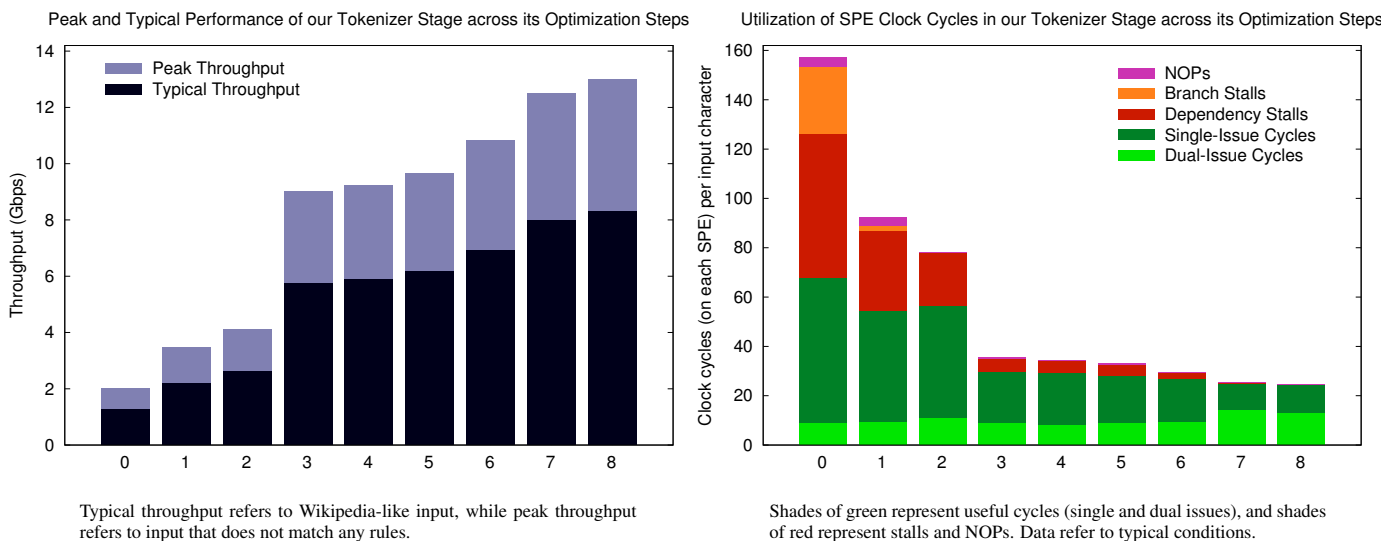 Peak and Typical Performance of our Tokenizer Stage across its Optimization Steps
14
12
10
8
6
4
2
0
Throughput (Gbps)
Peak Throughput
Typical Throughput
0 1 2 3 4 5 6 7 8
Typical throughput refers to Wikipedia-like input, while peak throughput
refers to input that does not match any rules.
Utilization of SPE Clock Cycles in our Tokenizer Stage across its Optimization Steps
160
140
120
100
80
60
40
20
0
Clock cycles (on each SPE) per input character
NOPs
Branch Stalls
Dependency Stalls
Single-Issue Cycles
Dual-Issue Cycles
0 1 2 3 4 5 6 7 8
Shades of green represent useful cycles (single and dual issues), and shades
of red represent stalls and NOPs. Data refer to typical conditions.